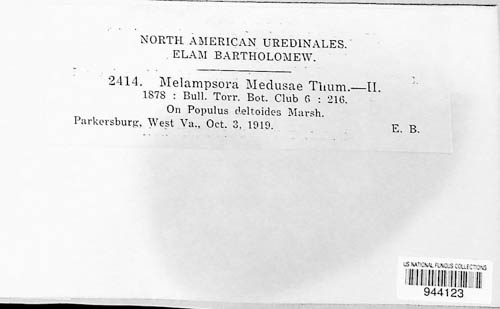 NORTH AMERICAN UREDINALES.
ELAM BARTHOLOMEW.
2414. Melampsora Medusae Thum.—II.
1878 : Bull. Torr. Bot. Club 6 : 216.
On Populus deltoides Marsh.
Parkersburg, West Va., Oct. 3, 1919. E. B.
US NATIONAL FUNGUS COLLECTIONS
944123